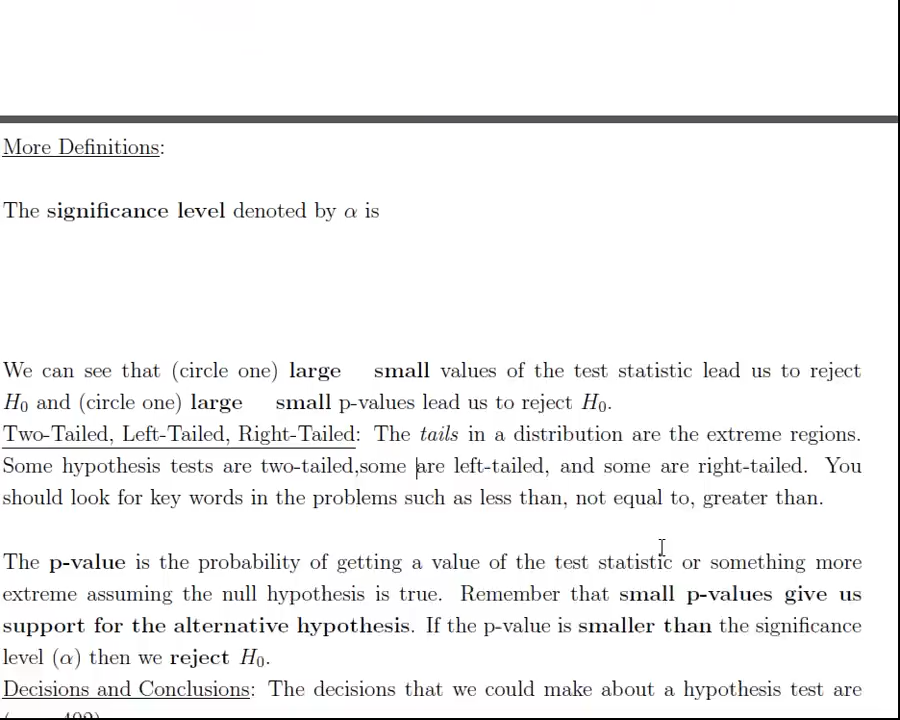 More Definitions:
The significance level denoted by α is
We can see that (circle one) large small values of the test statistic lead us to reject
H₀ and (circle one) large small p-values lead us to reject H₀.
Two-Tailed, Left-Tailed, Right-Tailed: The tails in a distribution are the extreme regions.
Some hypothesis tests are two-tailed,some are left-tailed, and some are right-tailed. You
should look for key words in the problems such as less than, not equal to, greater than.
The p-value is the probability of getting a value of the test statistic or something more
extreme assuming the null hypothesis is true. Remember that small p-values give us
support for the alternative hypothesis. If the p-value is smaller than the significance
level (α) then we reject H₀.
Decisions and Conclusions: The decisions that we could make about a hypothesis test are